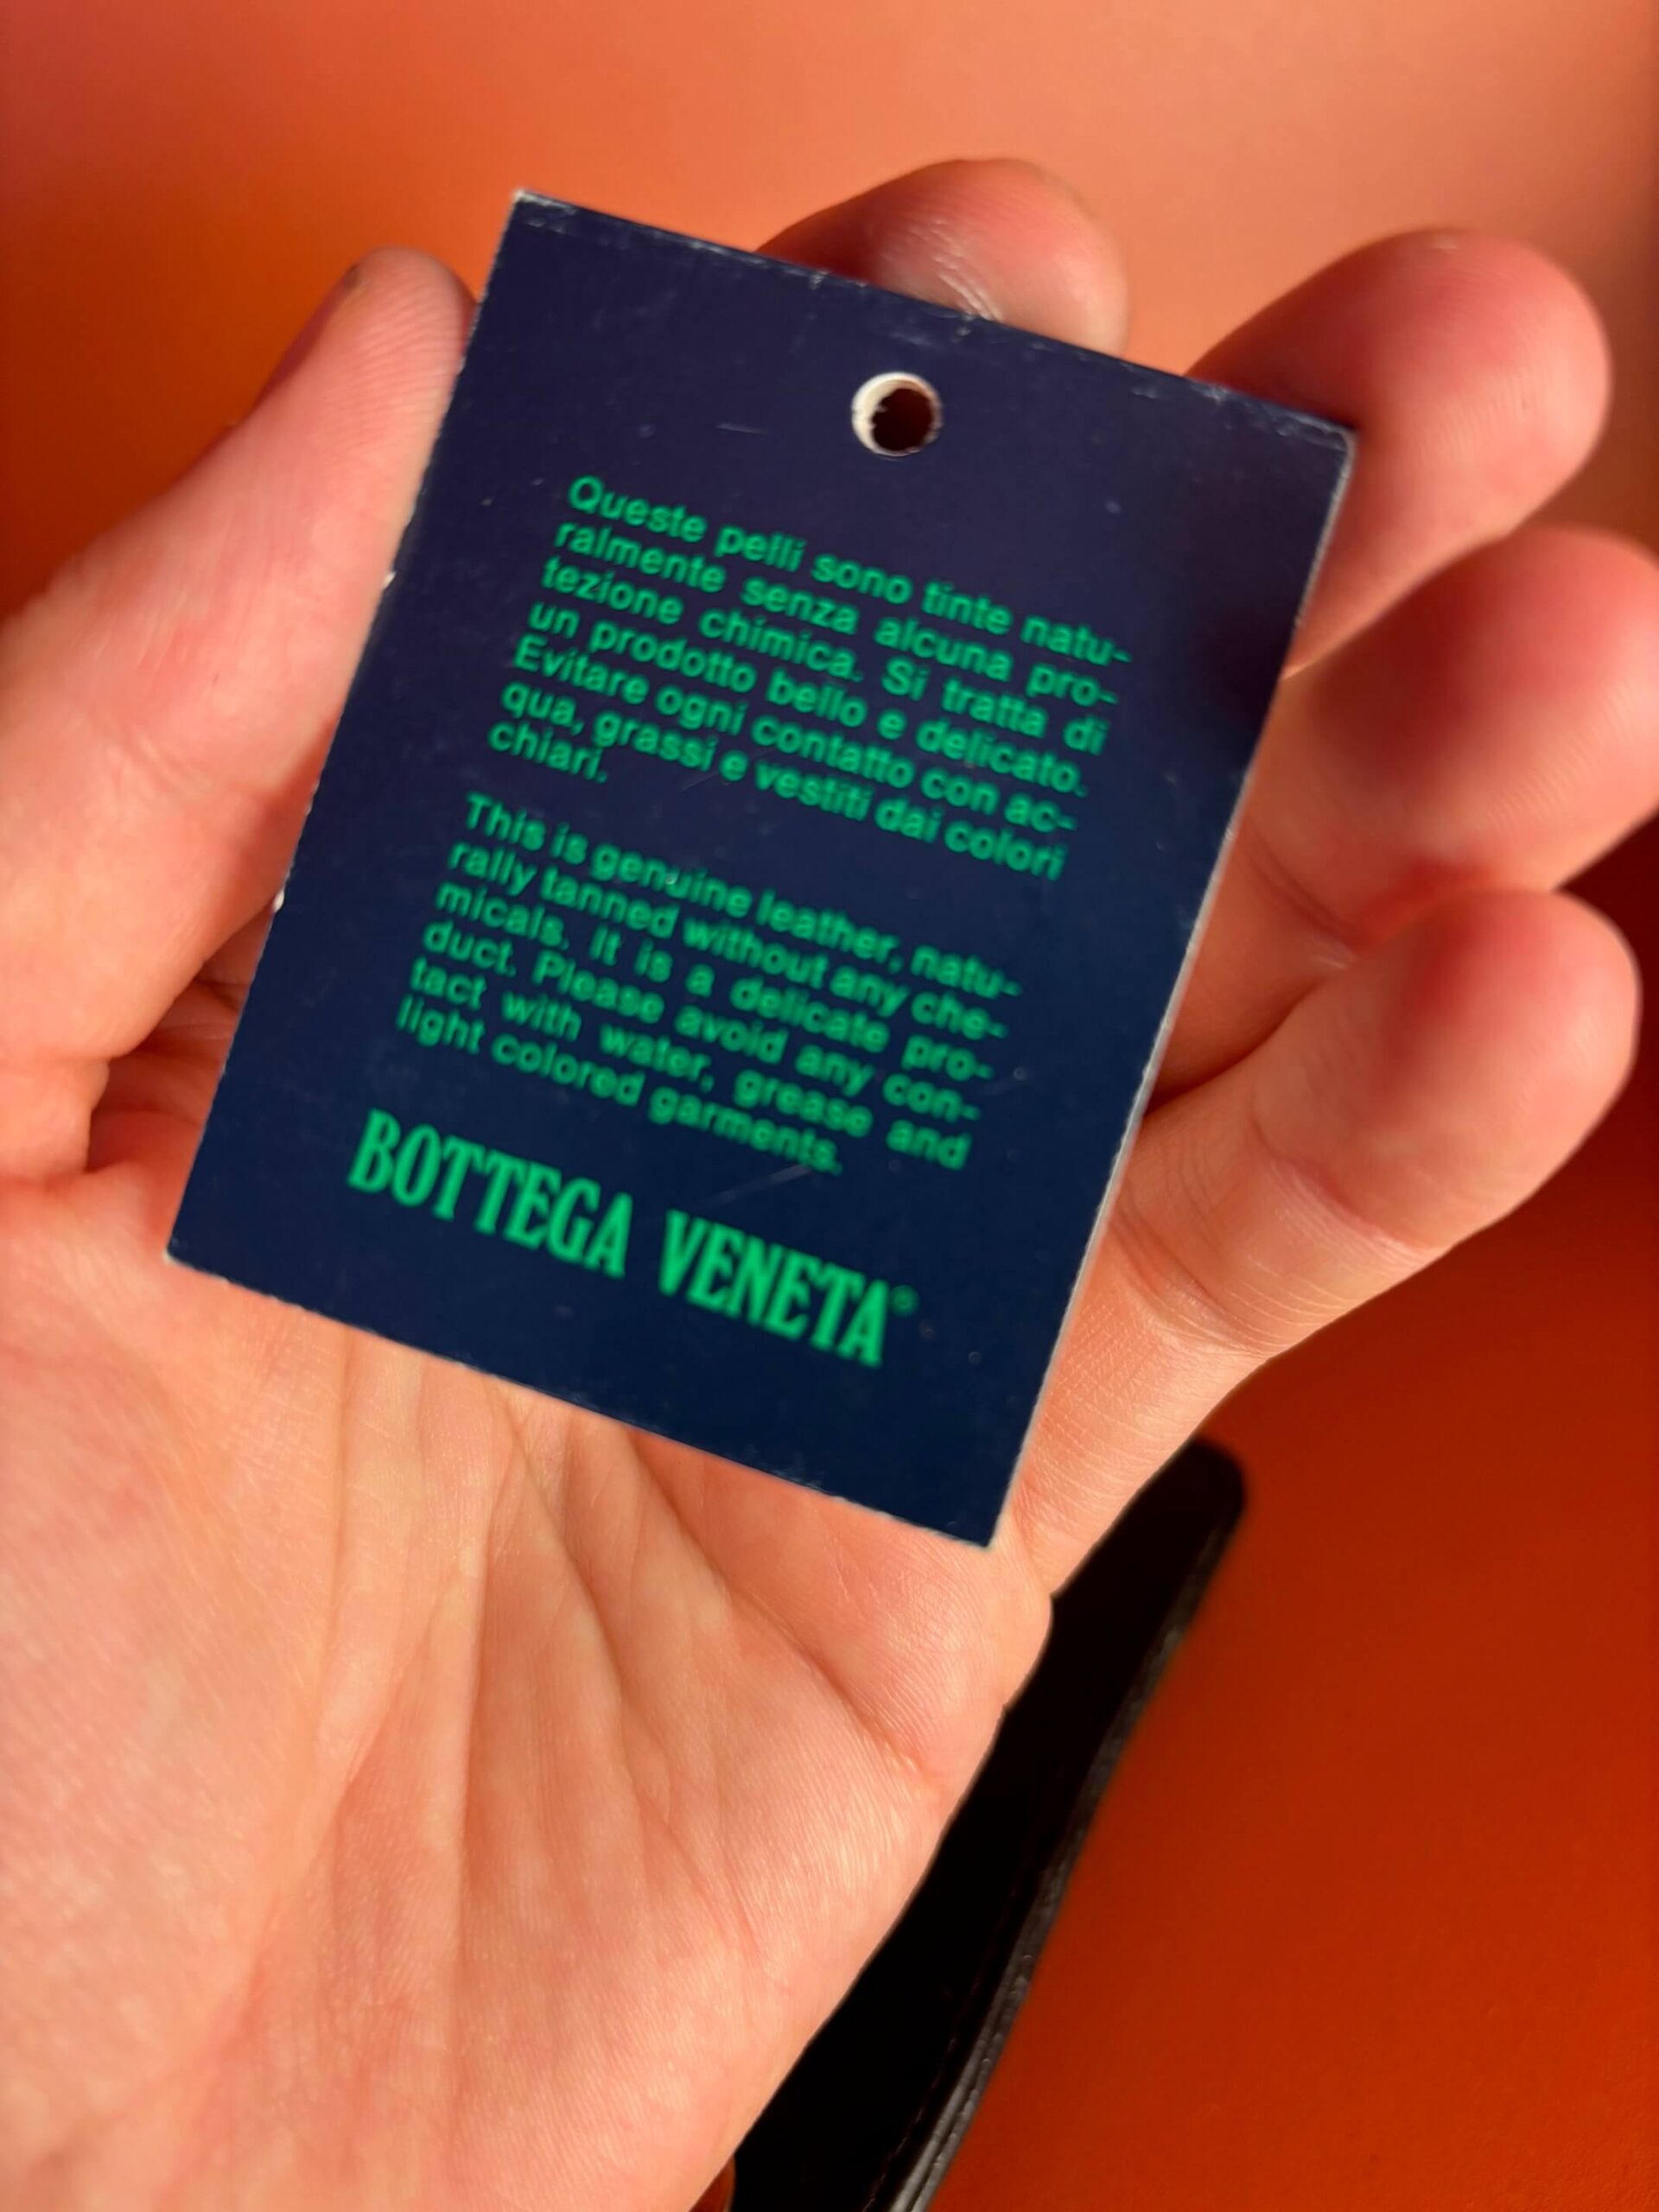 Queste pelli sono tinte natu-
ralmente senza alcuna pro-
tezione chimica. Si tratta di
un prodotto bello e delicato.
Evitare ogni contatto con ac-
qua, grassi e vestiti dai colori
chiari.
This is genuine leather, natu-
rally tanned without any che-
micals. It is a delicate pro-
duct. Please avoid any con-
tact with water, grease and
light colored garments.
BOTTEGA VENETA®